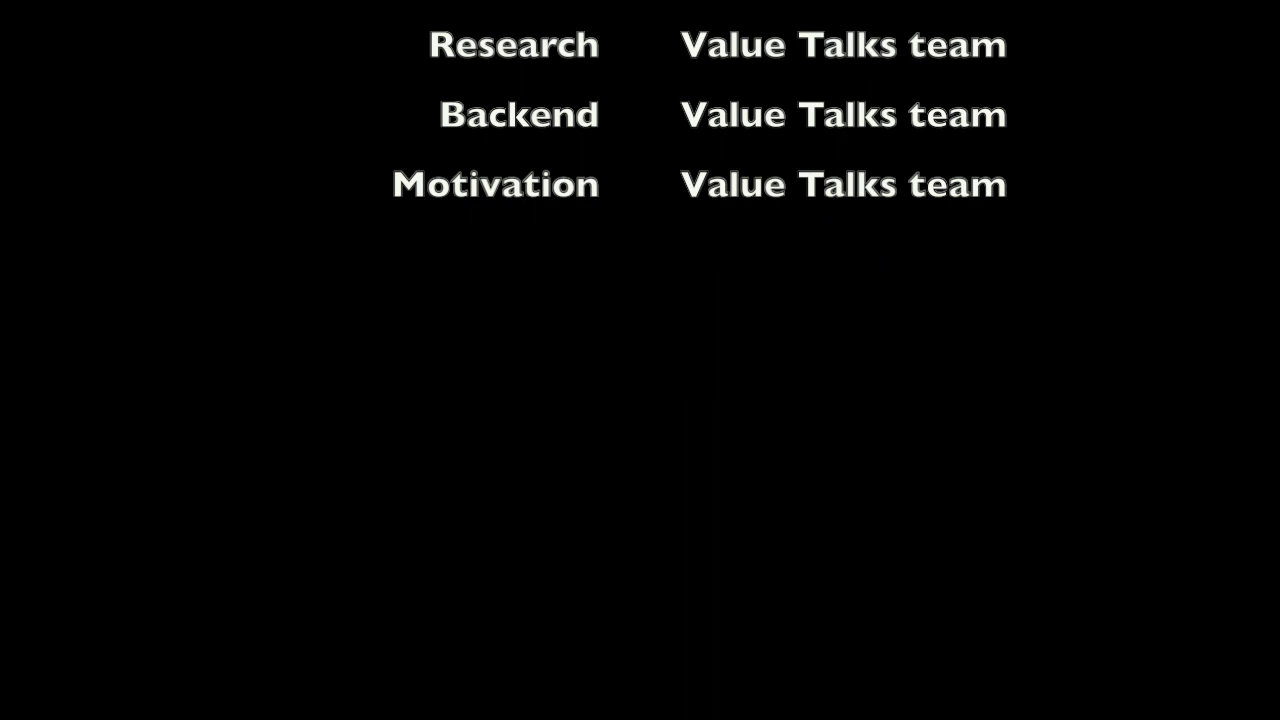 Research Value Talks team
Backend Value Talks team
Motivation Value Talks team